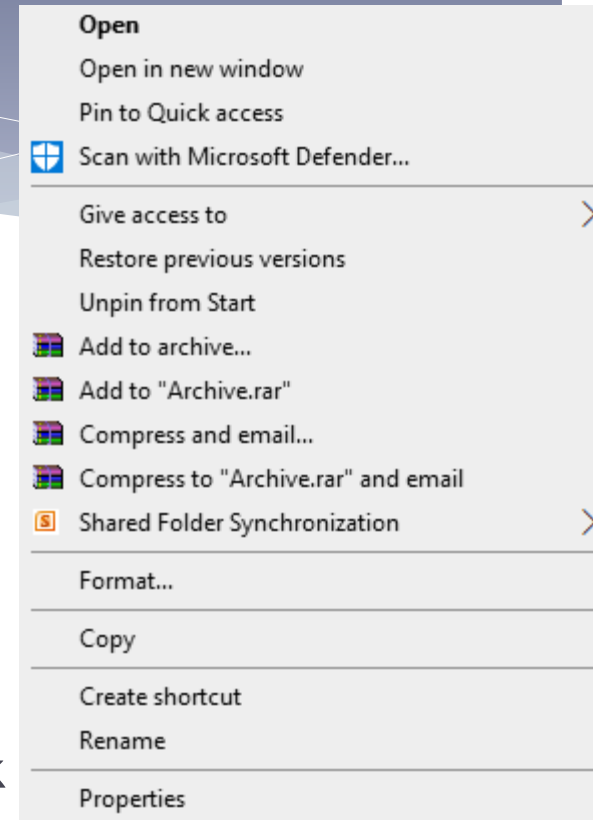 Open
Open in new window
Pin to Quick access
Scan with Microsoft Defender...
Give access to
Restore previous versions
Unpin from Start
Add to archive...
Add to "Archive.rar"
Compress and email...
Compress to "Archive.rar" and email
Shared Folder Synchronization
Format...
Copy
Create shortcut
Rename
Properties